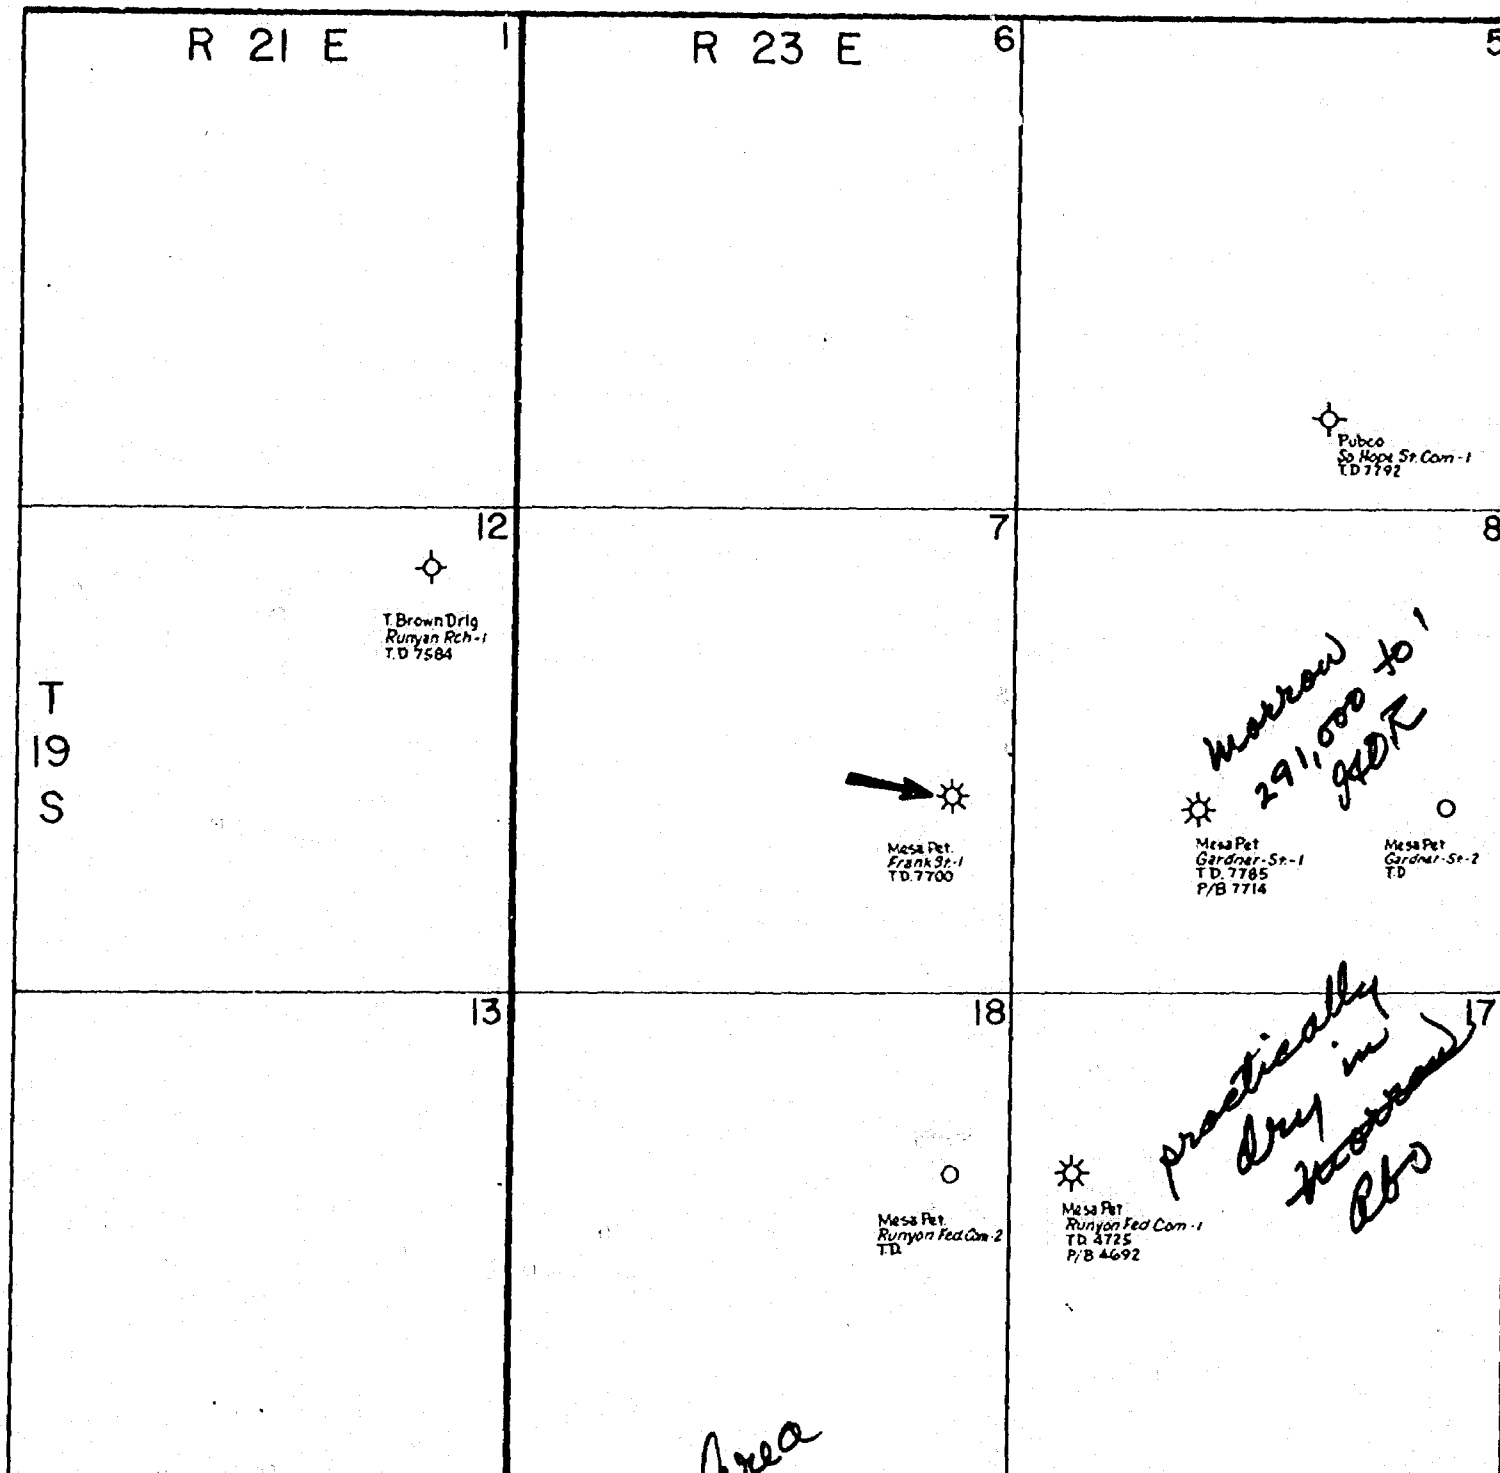 R 21 E
1
R 23 E
6
5
Pubco
So Hope St. Com-1
T.D 7792
12
7
8
T. Brown Drlg
Runyan Rch-1
T.D 7584
T
19
S
Morrow
291,000 to 1
GOR
Mesa Pet.
Frank St.-1
T.D. 7700
Mesa Pet
Gardner-St.-1
T D. 7785
P/B 7714
Mesa Pet
Gardner-St-2
T.D
13
18
17
practically
dry in
Morrow
Abo
Mesa Pet.
Runyon Fed Com-2
T.D.
Mesa Pet
Runyon Fed Com-1
T.D. 4725
P/B 4692
Area